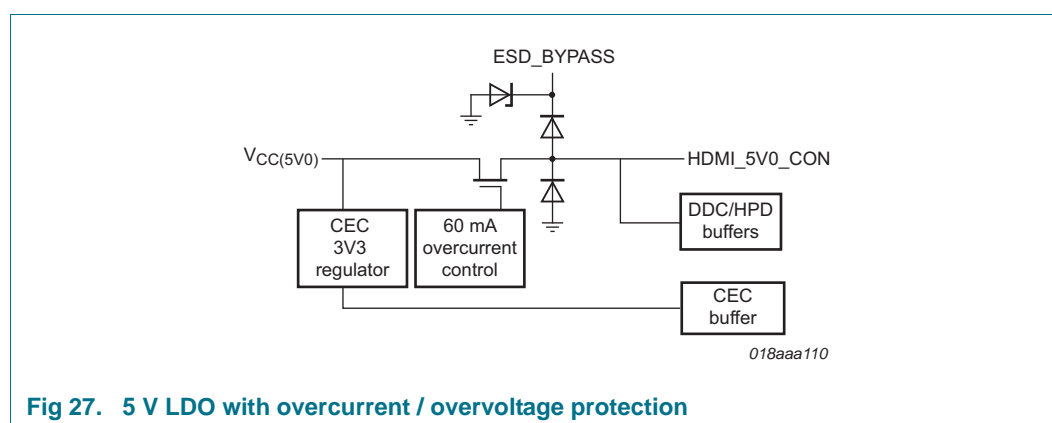 ESD_BYPASS
VCC(5V0)
HDMI_5V0_CON
CEC
3V3
regulator
60 mA
overcurrent
control
DDC/HPD
buffers
CEC
buffer
018aaa110
Fig 27. 5 V LDO with overcurrent / overvoltage protection